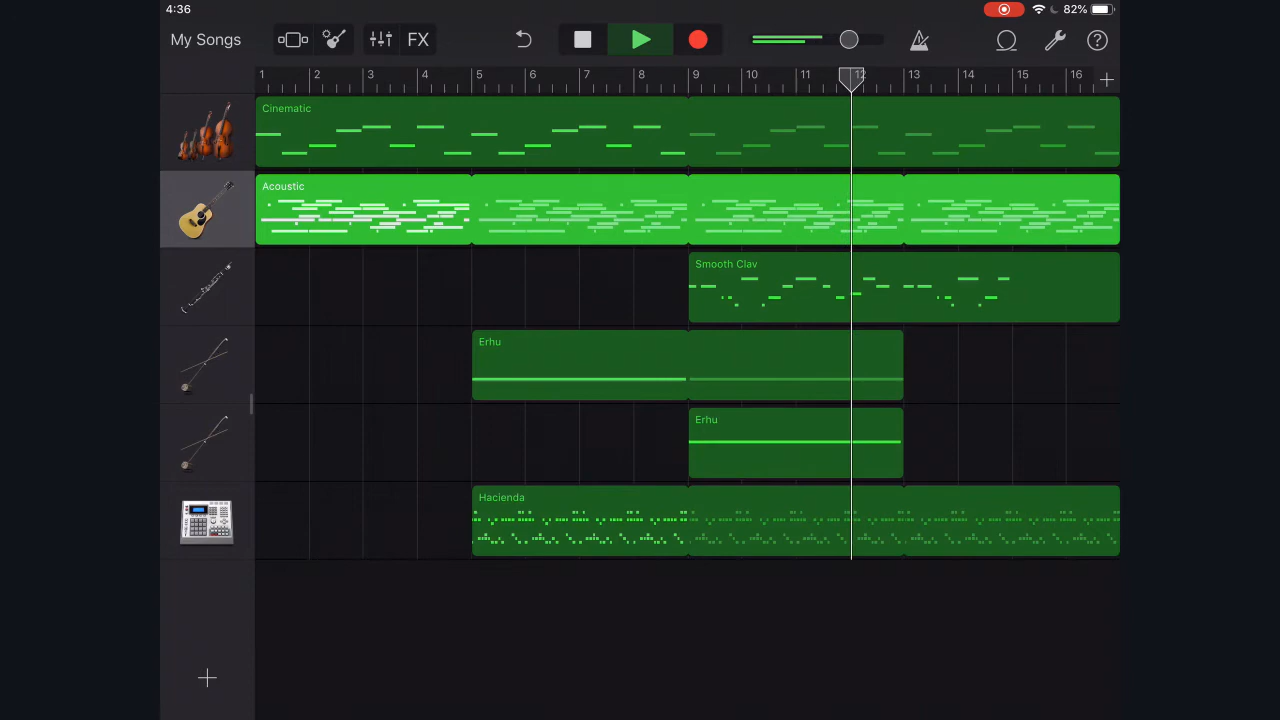 4:36
82%
My Songs
FX
1 2 3 4 5 6 7 8 9 10 11 12 13 14 15 16
Cinematic
Acoustic
Smooth Clav
Erhu
Erhu
Hacienda